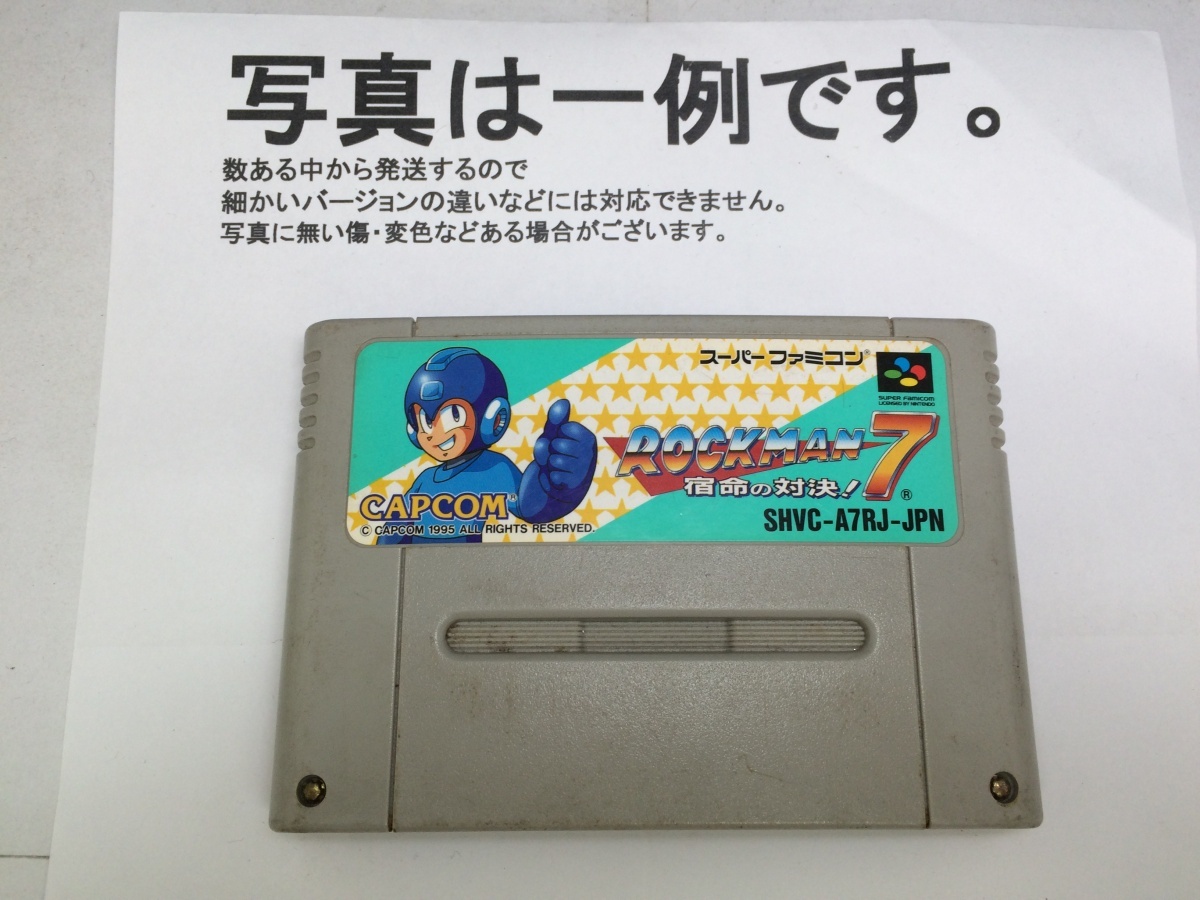 写真は一例です。
数ある中から発送するので
細かいバージョンの違いなどには対応できません。
写真に無い傷・変色などある場合がございます。
スーパーファミコン®
SUPER FAMICOM
LICENSED BY NINTENDO
ROCKMAN 7®
宿命の対決!
CAPCOM®
© CAPCOM 1995 ALL RIGHTS RESERVED.
SHVC-A7RJ-JPN